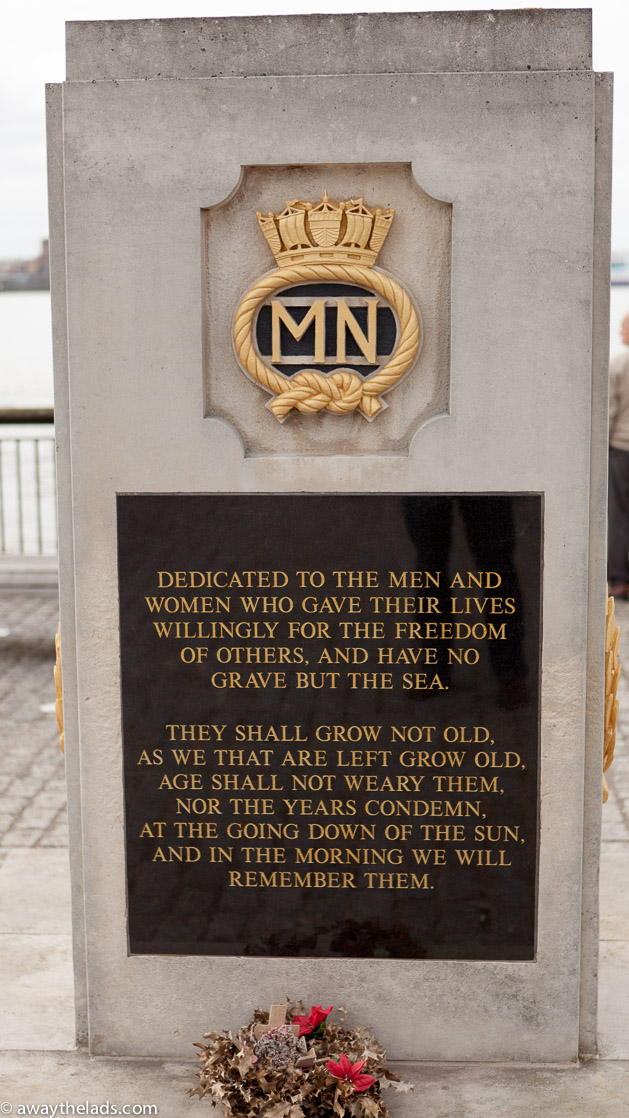 MN
DEDICATED TO THE MEN AND
WOMEN WHO GAVE THEIR LIVES
WILLINGLY FOR THE FREEDOM
OF OTHERS, AND HAVE NO
GRAVE BUT THE SEA.
THEY SHALL GROW NOT OLD,
AS WE THAT ARE LEFT GROW OLD,
AGE SHALL NOT WEARY THEM,
NOR THE YEARS CONDEMN,
AT THE GOING DOWN OF THE SUN,
AND IN THE MORNING WE WILL
REMEMBER THEM.
© awaythelads.com